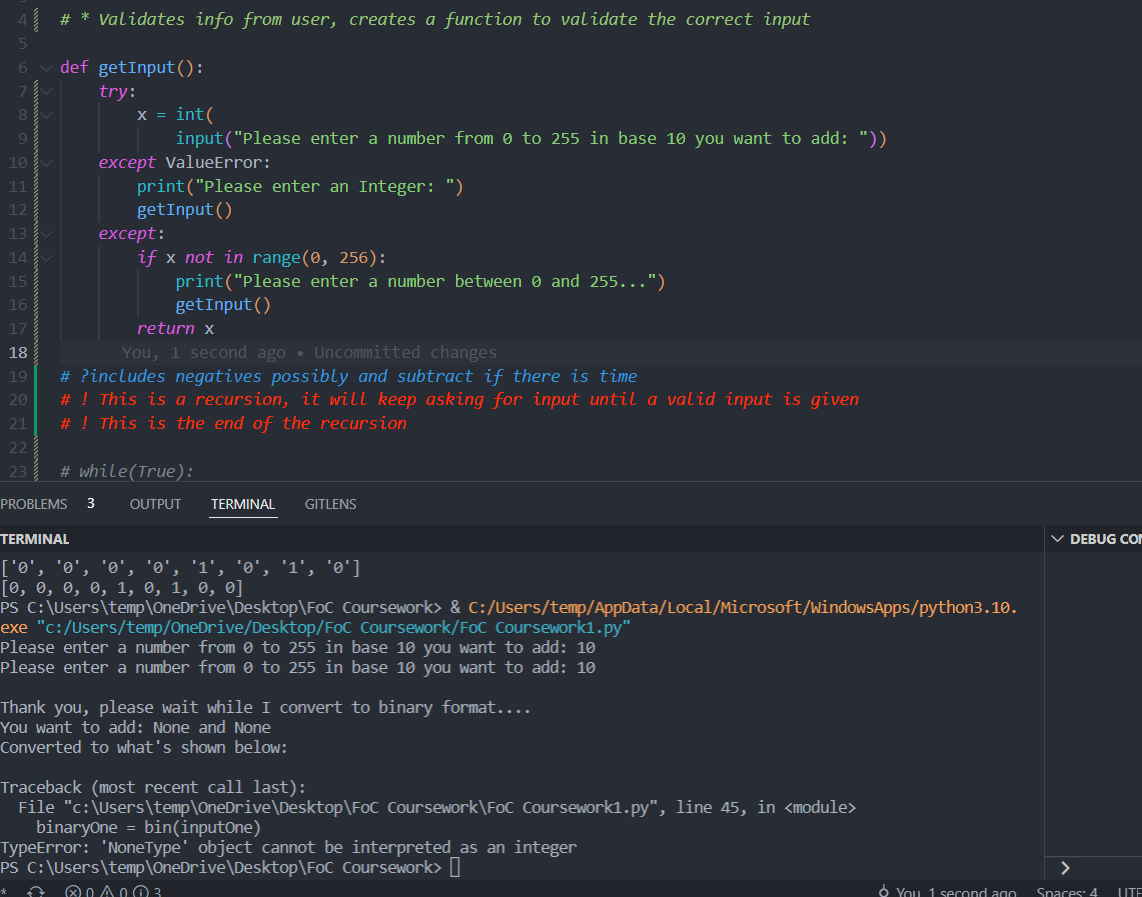 4 # * Validates info from user, creates a function to validate the correct input
5
6 def getInput():
7 try:
8 x = int(
9 input("Please enter a number from 0 to 255 in base 10 you want to add: "))
10 except ValueError:
11 print("Please enter an Integer: ")
12 getInput()
13 except:
14 if x not in range(0, 256):
15 print("Please enter a number between 0 and 255...")
16 getInput()
17 return x
18 You, 1 second ago • Uncommitted changes
19 # ?includes negatives possibly and subtract if there is time
20 # ! This is a recursion, it will keep asking for input until a valid input is given
21 # ! This is the end of the recursion
22
23 # while(True):
PROBLEMS 3 OUTPUT TERMINAL GITLENS
TERMINAL DEBUG CON
['0', '0', '0', '0', '1', '0', '1', '0']
[0, 0, 0, 0, 1, 0, 1, 0, 0]
PS C:\Users\temp\OneDrive\Desktop\FoC Coursework> & C:/Users/temp/AppData/Local/Microsoft/WindowsApps/python3.10.
exe "c:/Users/temp/OneDrive/Desktop/FoC Coursework/FoC Coursework1.py"
Please enter a number from 0 to 255 in base 10 you want to add: 10
Please enter a number from 0 to 255 in base 10 you want to add: 10

Thank you, please wait while I convert to binary format....
You want to add: None and None
Converted to what's shown below:

Traceback (most recent call last):
File "c:\Users\temp\OneDrive\Desktop\FoC Coursework\FoC Coursework1.py", line 45, in <module>
binaryOne = bin(inputOne)
TypeError: 'NoneType' object cannot be interpreted as an integer
PS C:\Users\temp\OneDrive\Desktop\FoC Coursework>
* 0 0 3 You, 1 second ago Spaces: 4 UTF